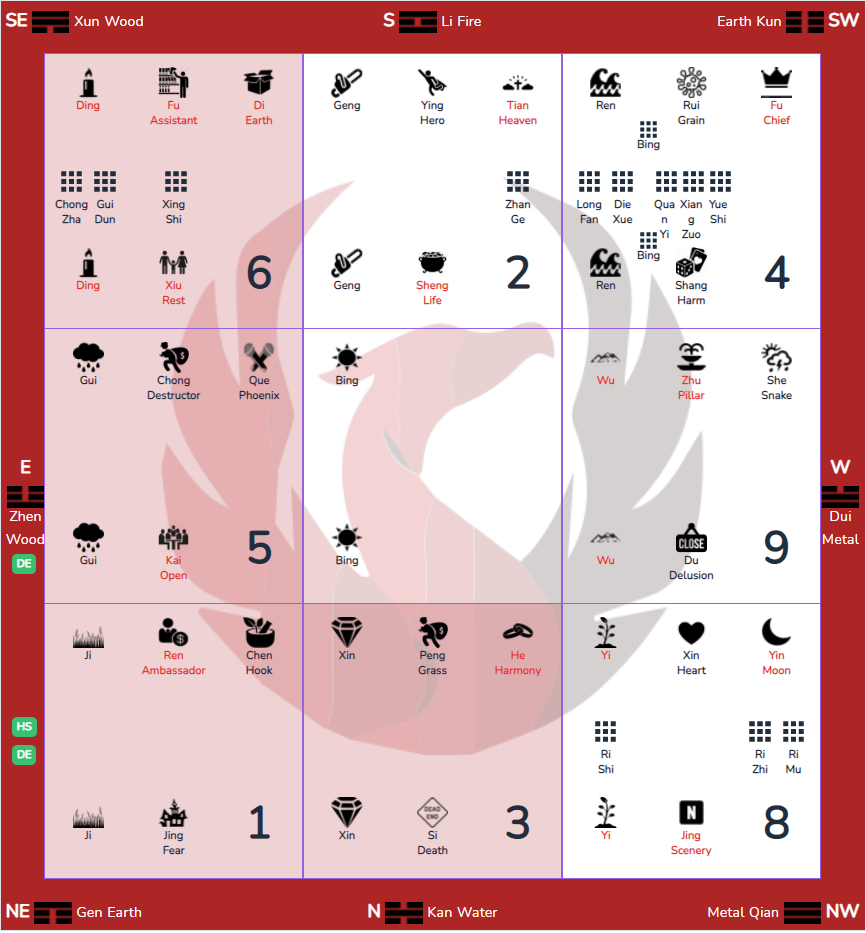 SE Xun Wood
S Li Fire
Earth Kun SW
Ding Fu Di
Assistant Earth
Geng Ying Tian
Hero Heaven
Ren Rui Fu
Grain Chief
Bing
Chong Gui Xing
Zha Dun Shi
Zhan
Ge
Long Die Qua Xian Yue
Fan Xue n g Shi
Yi Zuo
Bing
Ding Xiu 6
Rest
Geng Sheng 2
Life
Ren Shang 4
Harm
Gui Chong Que
Destructor Phoenix
Bing
Wu Zhu She
Pillar Snake
E
Zhen
Wood
DE
W
Dui
Metal
Gui Kai 5
Open
Bing
Wu CLOSE 9
Du
Delusion
Ji Ren Chen
Ambassador Hook
Xin Peng He
Grass Harmony
Yi Xin Yin
Heart Moon
HS
DE
Ri Ri Ri
Shi Zhi Mu
Ji Jing 1
Fear
DEAD
END
Xin Si 3
Death
N
Yi Jing 8
Scenery
NE Gen Earth
N Kan Water
Metal Qian NW